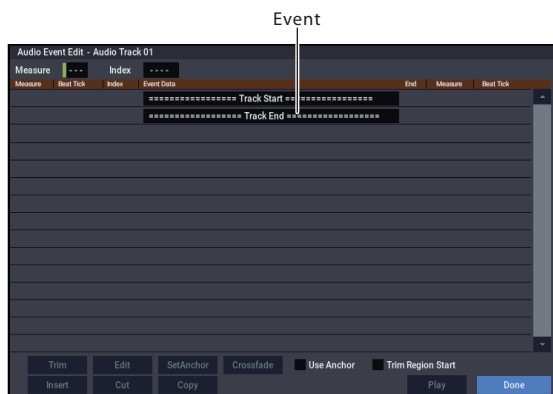 Event
Audio Event Edit - Audio Track 01
Measure --- Index ----
Measure Beat Tick Index Event Data End Measure Beat Tick
================= Track Start =================
================== Track End ==================
Trim Edit SetAnchor Crossfade Use Anchor Trim Region Start
Insert Cut Copy Play Done